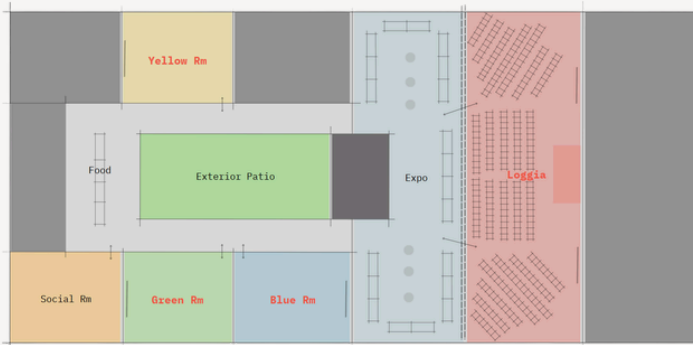 Yellow Rm
Food
Exterior Patio
Expo
Loggia
Social Rm
Green Rm
Blue Rm